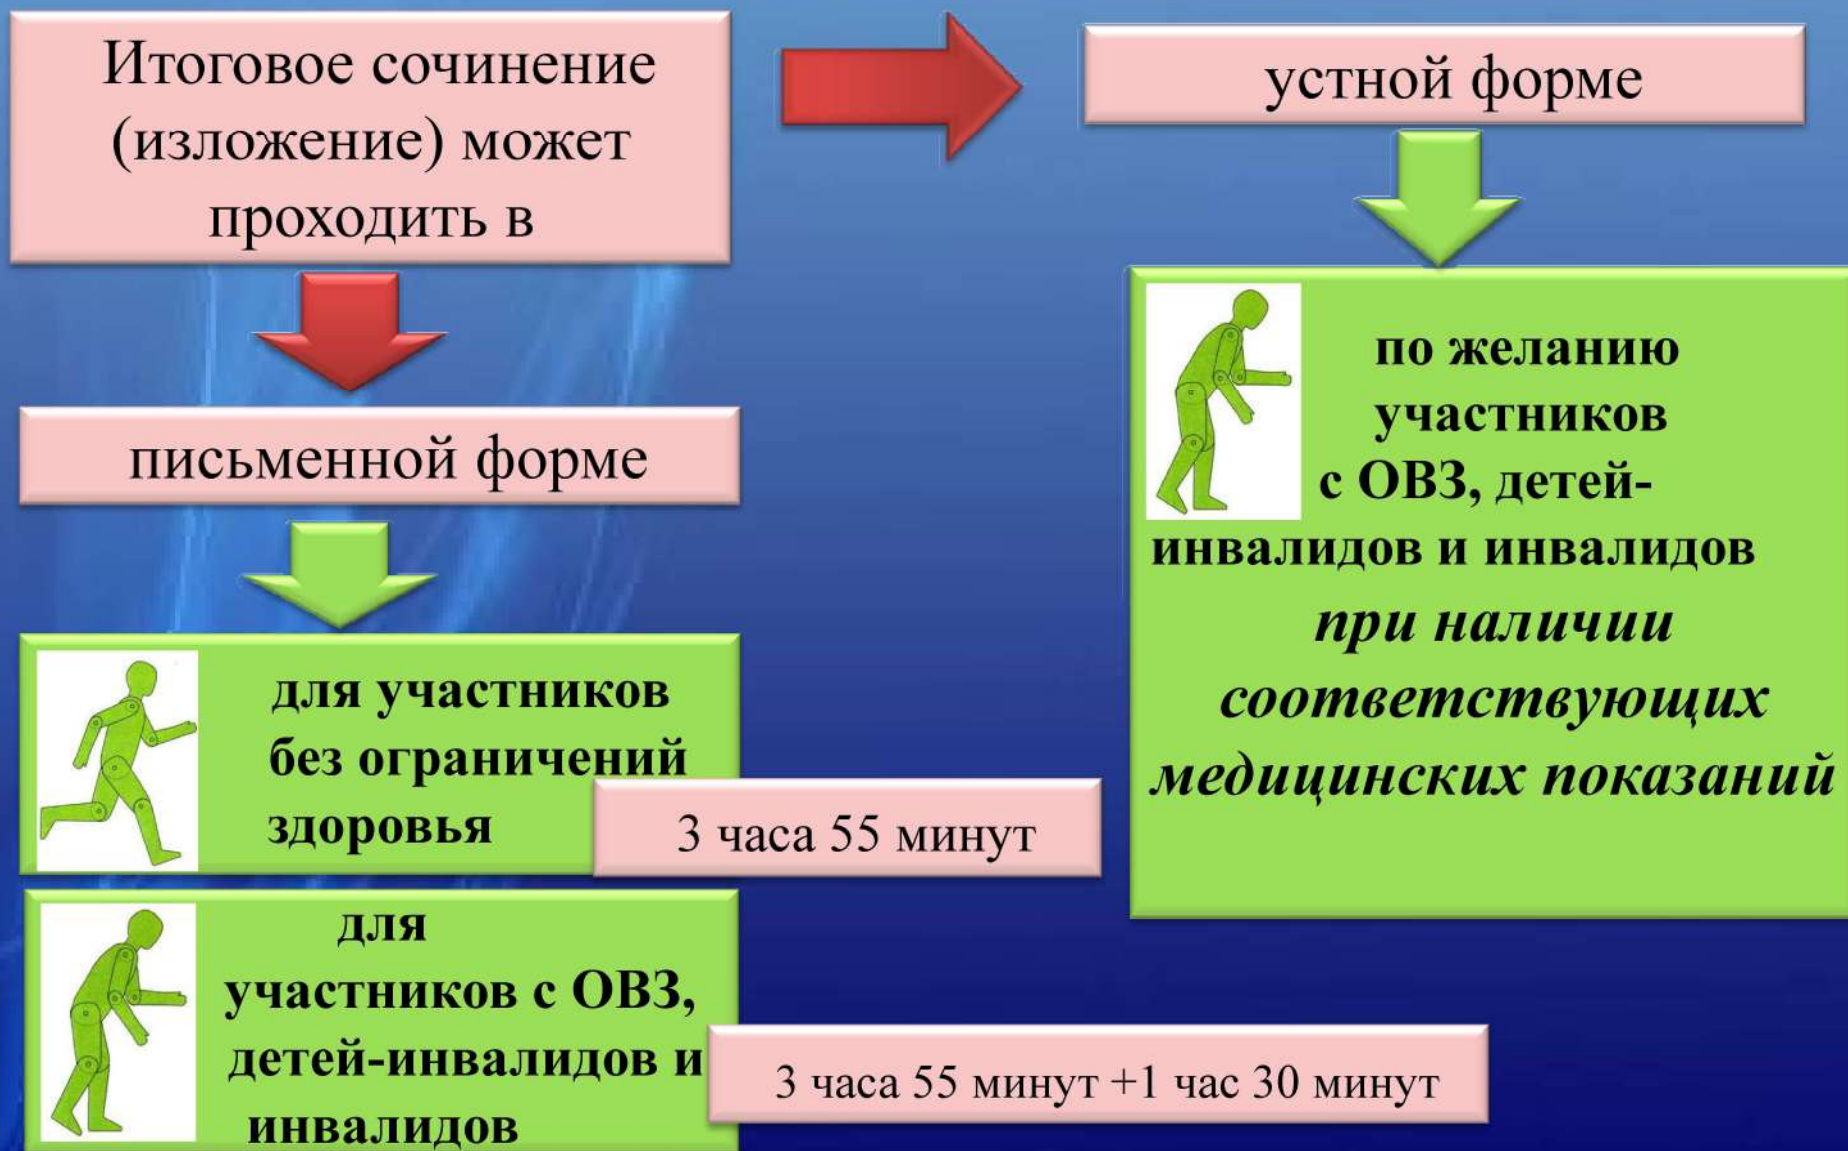 Итоговое сочинение
(изложение) может
проходить в
устной форме
письменной форме
для участников
без ограничений
здоровья
3 часа 55 минут
для
участников с ОВЗ,
детей-инвалидов и
инвалидов
3 часа 55 минут +1 час 30 минут
по желанию
участников
с ОВЗ, детей-
инвалидов и инвалидов
при наличии
соответствующих
медицинских показаний